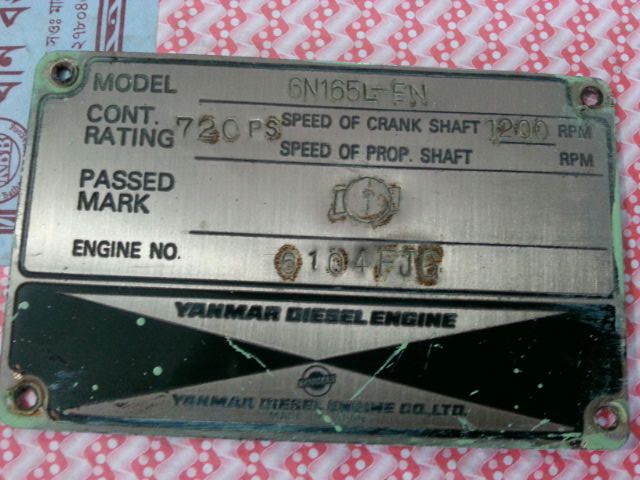 MODEL 6N165L-EN
CONT. RATING 720 PS SPEED OF CRANK SHAFT 1200 RPM
SPEED OF PROP. SHAFT RPM
PASSED MARK
ENGINE NO. 6104FJG
YANMAR DIESEL ENGINE
YANMAR DIESEL ENGINE CO., LTD.